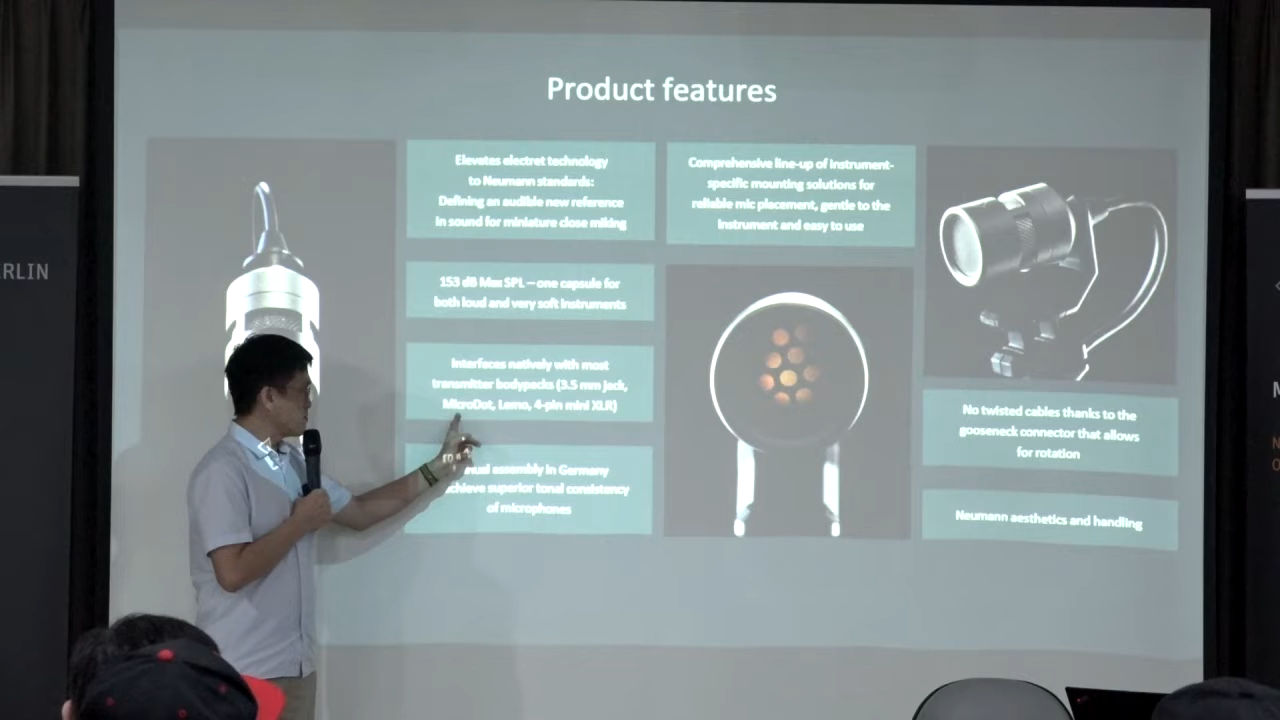 Product features
Elevates electret technology
to Neumann standards:
Defining an audible new reference
in sound for miniature close miking
153 dB Max SPL – one capsule for
both loud and very soft instruments
Interfaces natively with most
transmitter bodypacks (3.5 mm jack,
MicroDot, Lemo, 4-pin mini XLR)
assembly in Germany
superior tonal consistency
of microphones
Comprehensive line-up of instrument-
specific mounting solutions for
reliable mic placement, gentle to the
instrument and easy to use
No twisted cables thanks to the
gooseneck connector that allows
for rotation
Neumann aesthetics and handling
RLIN